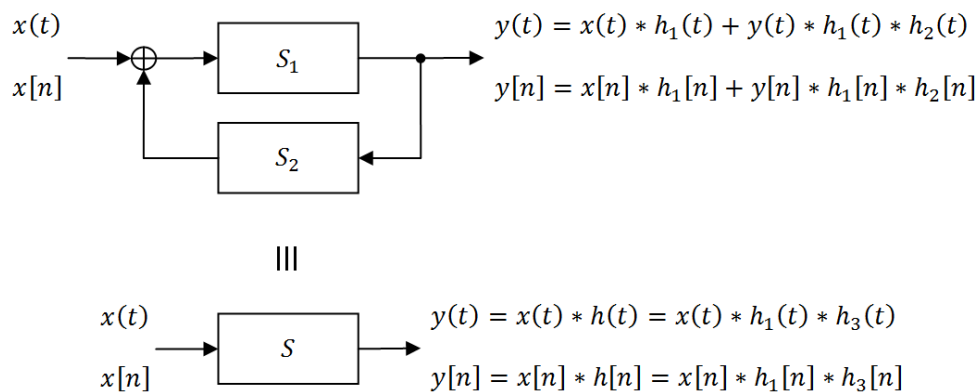 x(t)
y(t) = x(t) ∗ h₁(t) + y(t) ∗ h₁(t) ∗ h₂(t)
S₁
x[n]
y[n] = x[n] ∗ h₁[n] + y[n] ∗ h₁[n] ∗ h₂[n]
S₂
x(t)
y(t) = x(t) ∗ h(t) = x(t) ∗ h₁(t) ∗ h₃(t)
S
x[n]
y[n] = x[n] ∗ h[n] = x[n] ∗ h₁[n] ∗ h₃[n]